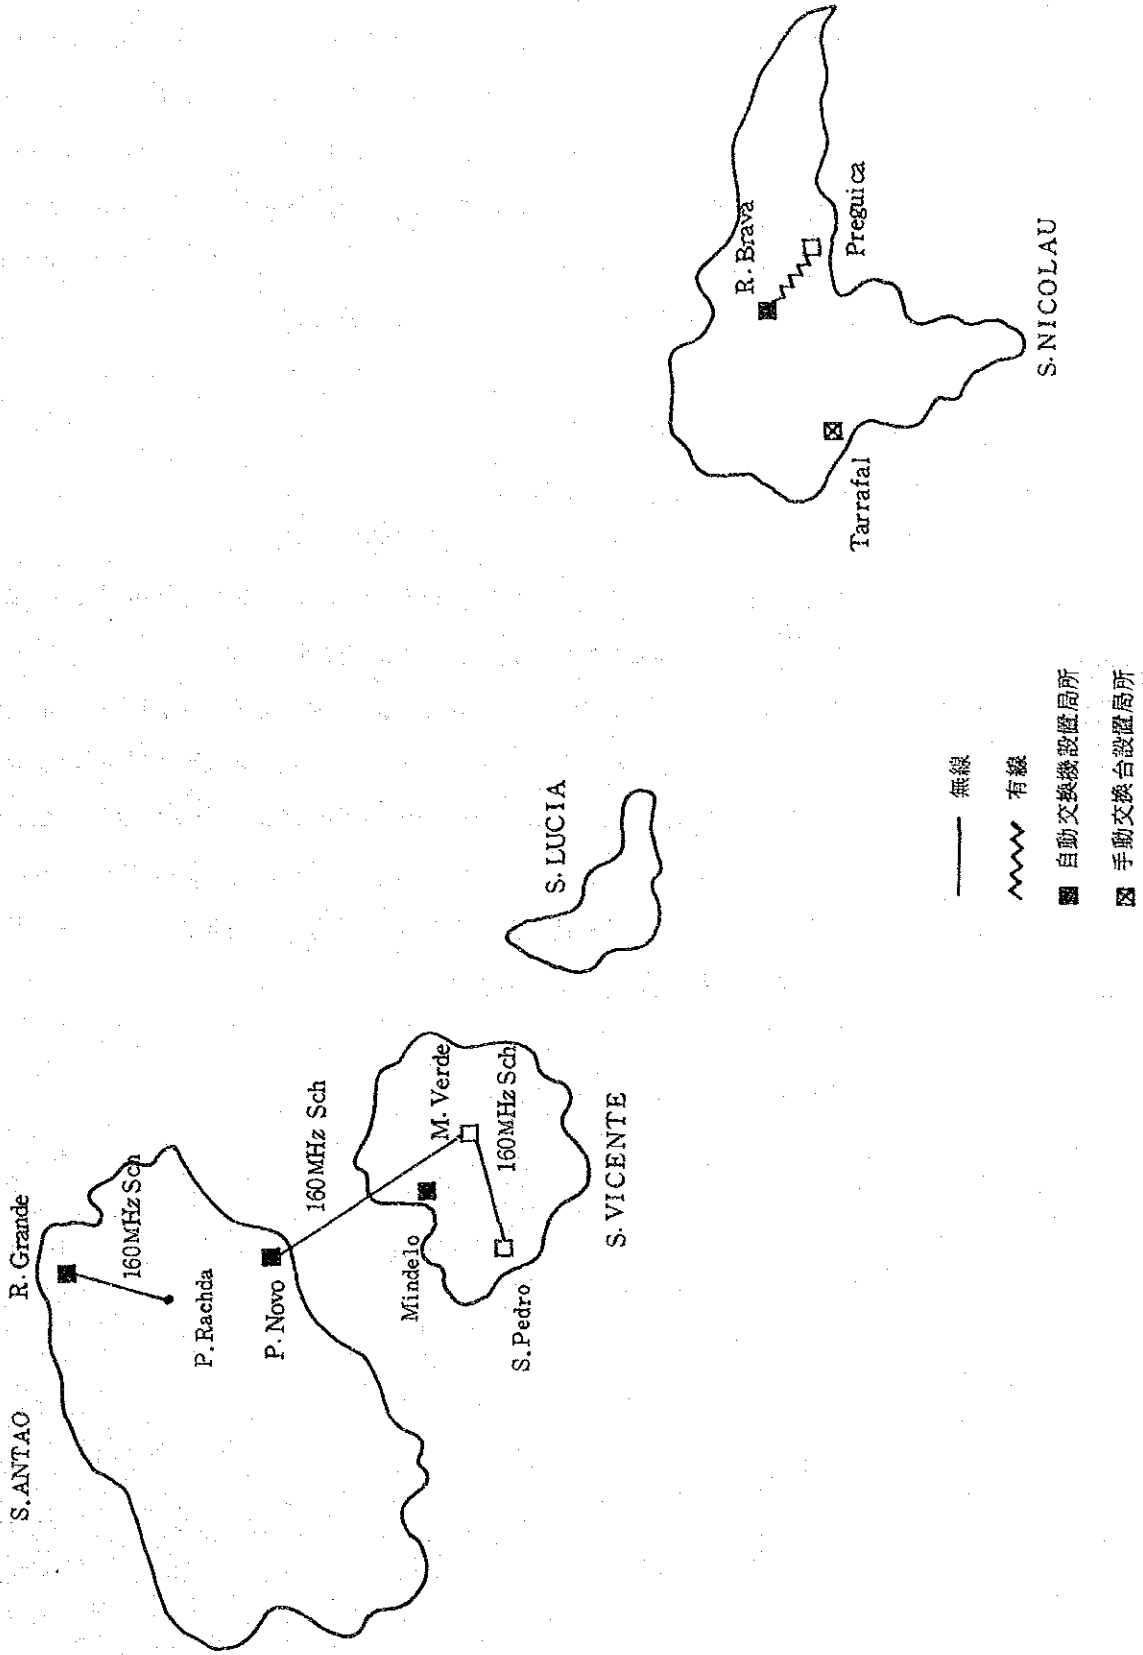 S.ANTAO
R.Grande
160MHz Sch
P.Rachda
P.Novo
160MHz Sch
Mindelo
M.Verde
160MHz Sch
S.Pedro
S.VICENTE
S.LUCIA
R.Brava
Preguica
Tarrafal
S.NICOLAU
無線
有線
自動交換機設置局所
手動交換台設置局所